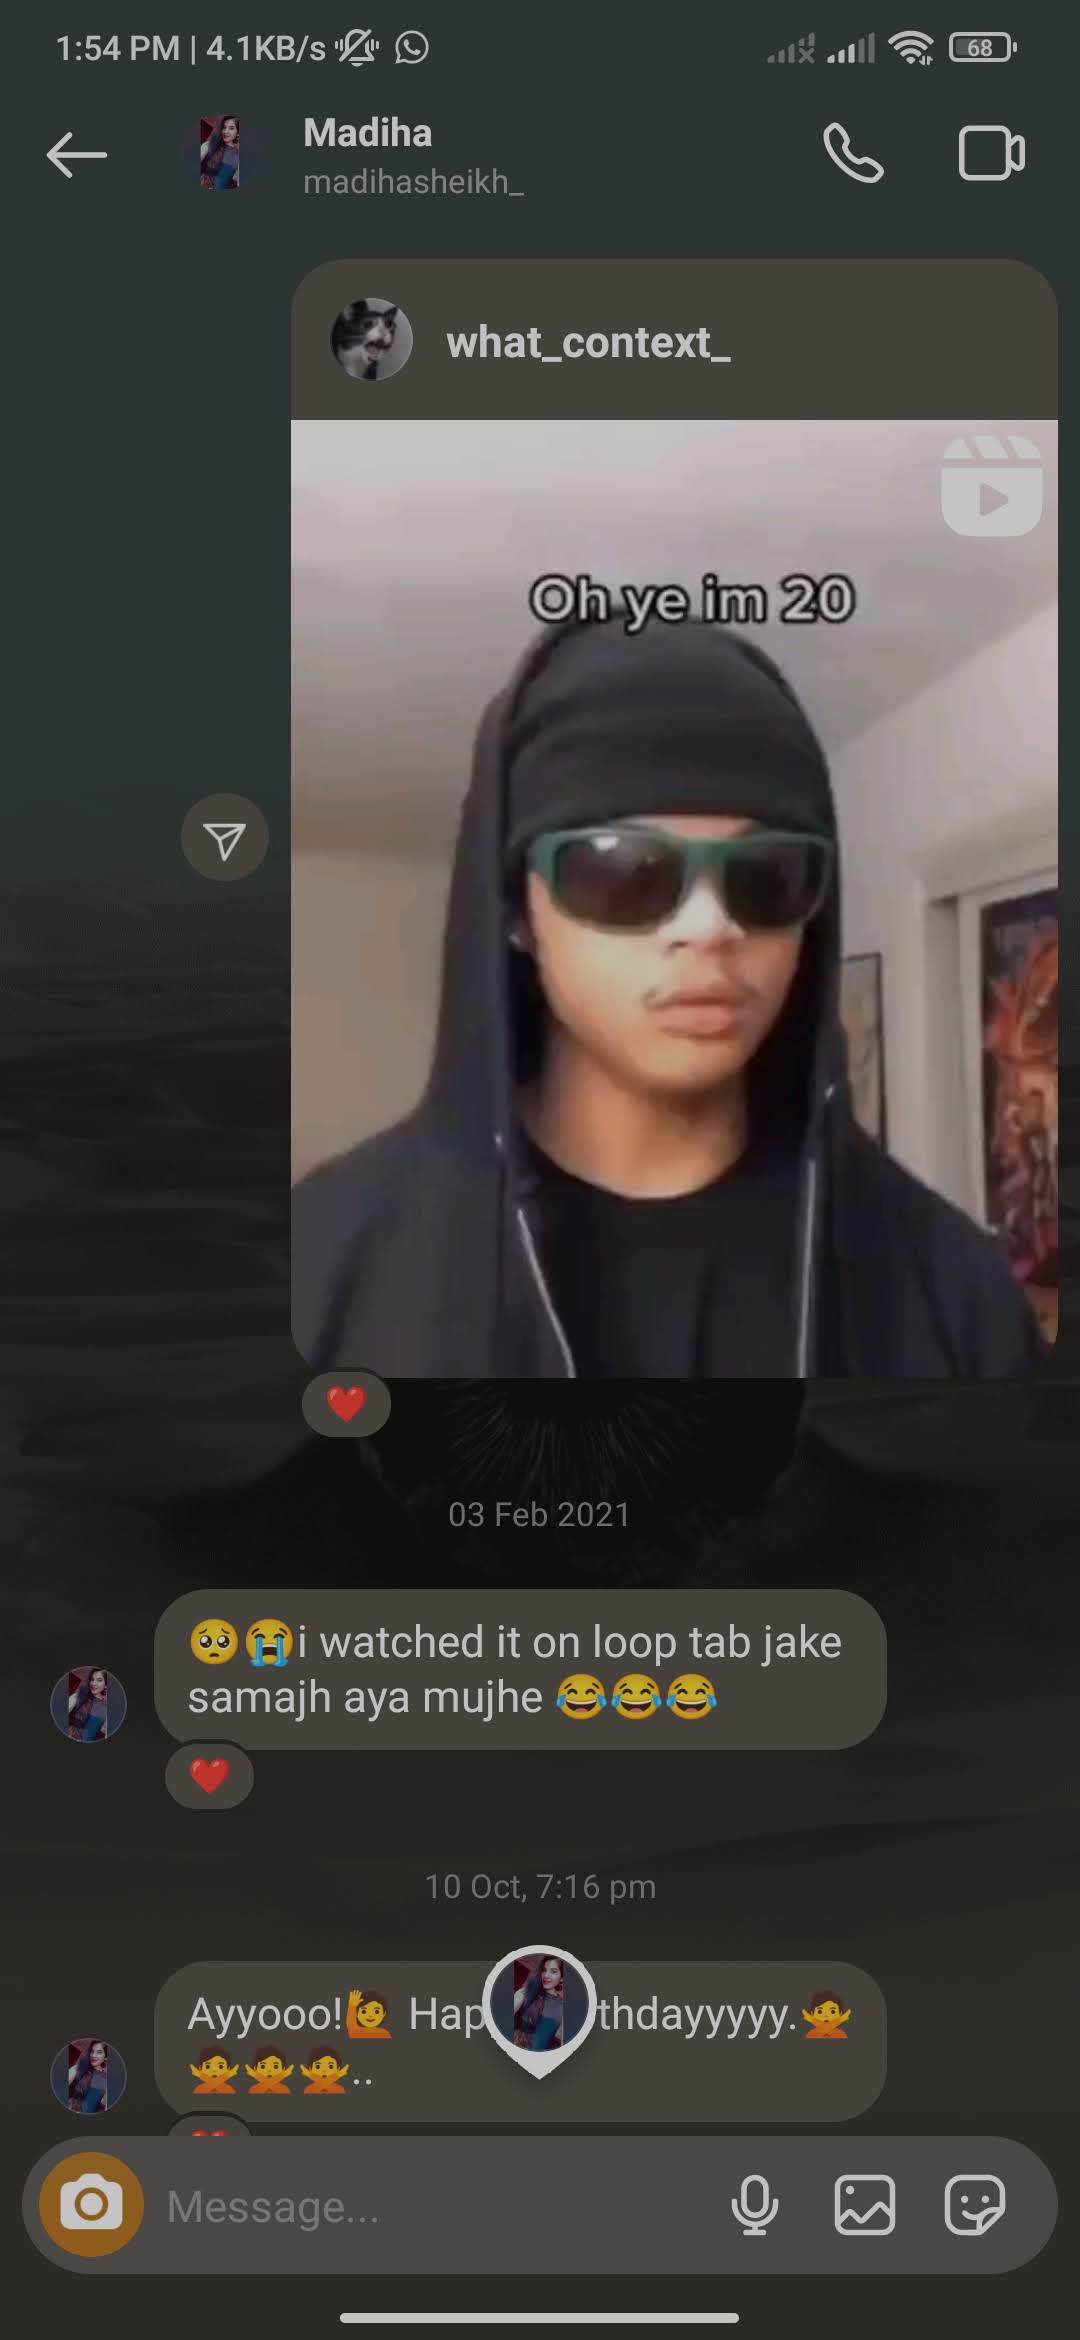 1:54 PM | 4.1KB/s
68
Madiha
madihasheikh_
what_context_
Oh ye im 20
03 Feb 2021
🥺😭i watched it on loop tab jake
samajh aya mujhe 😂😂😂
10 Oct, 7:16 pm
Ayyooo!🙋 Hap thdayyyyy.🙅
🙅🙅🙅..
Message...